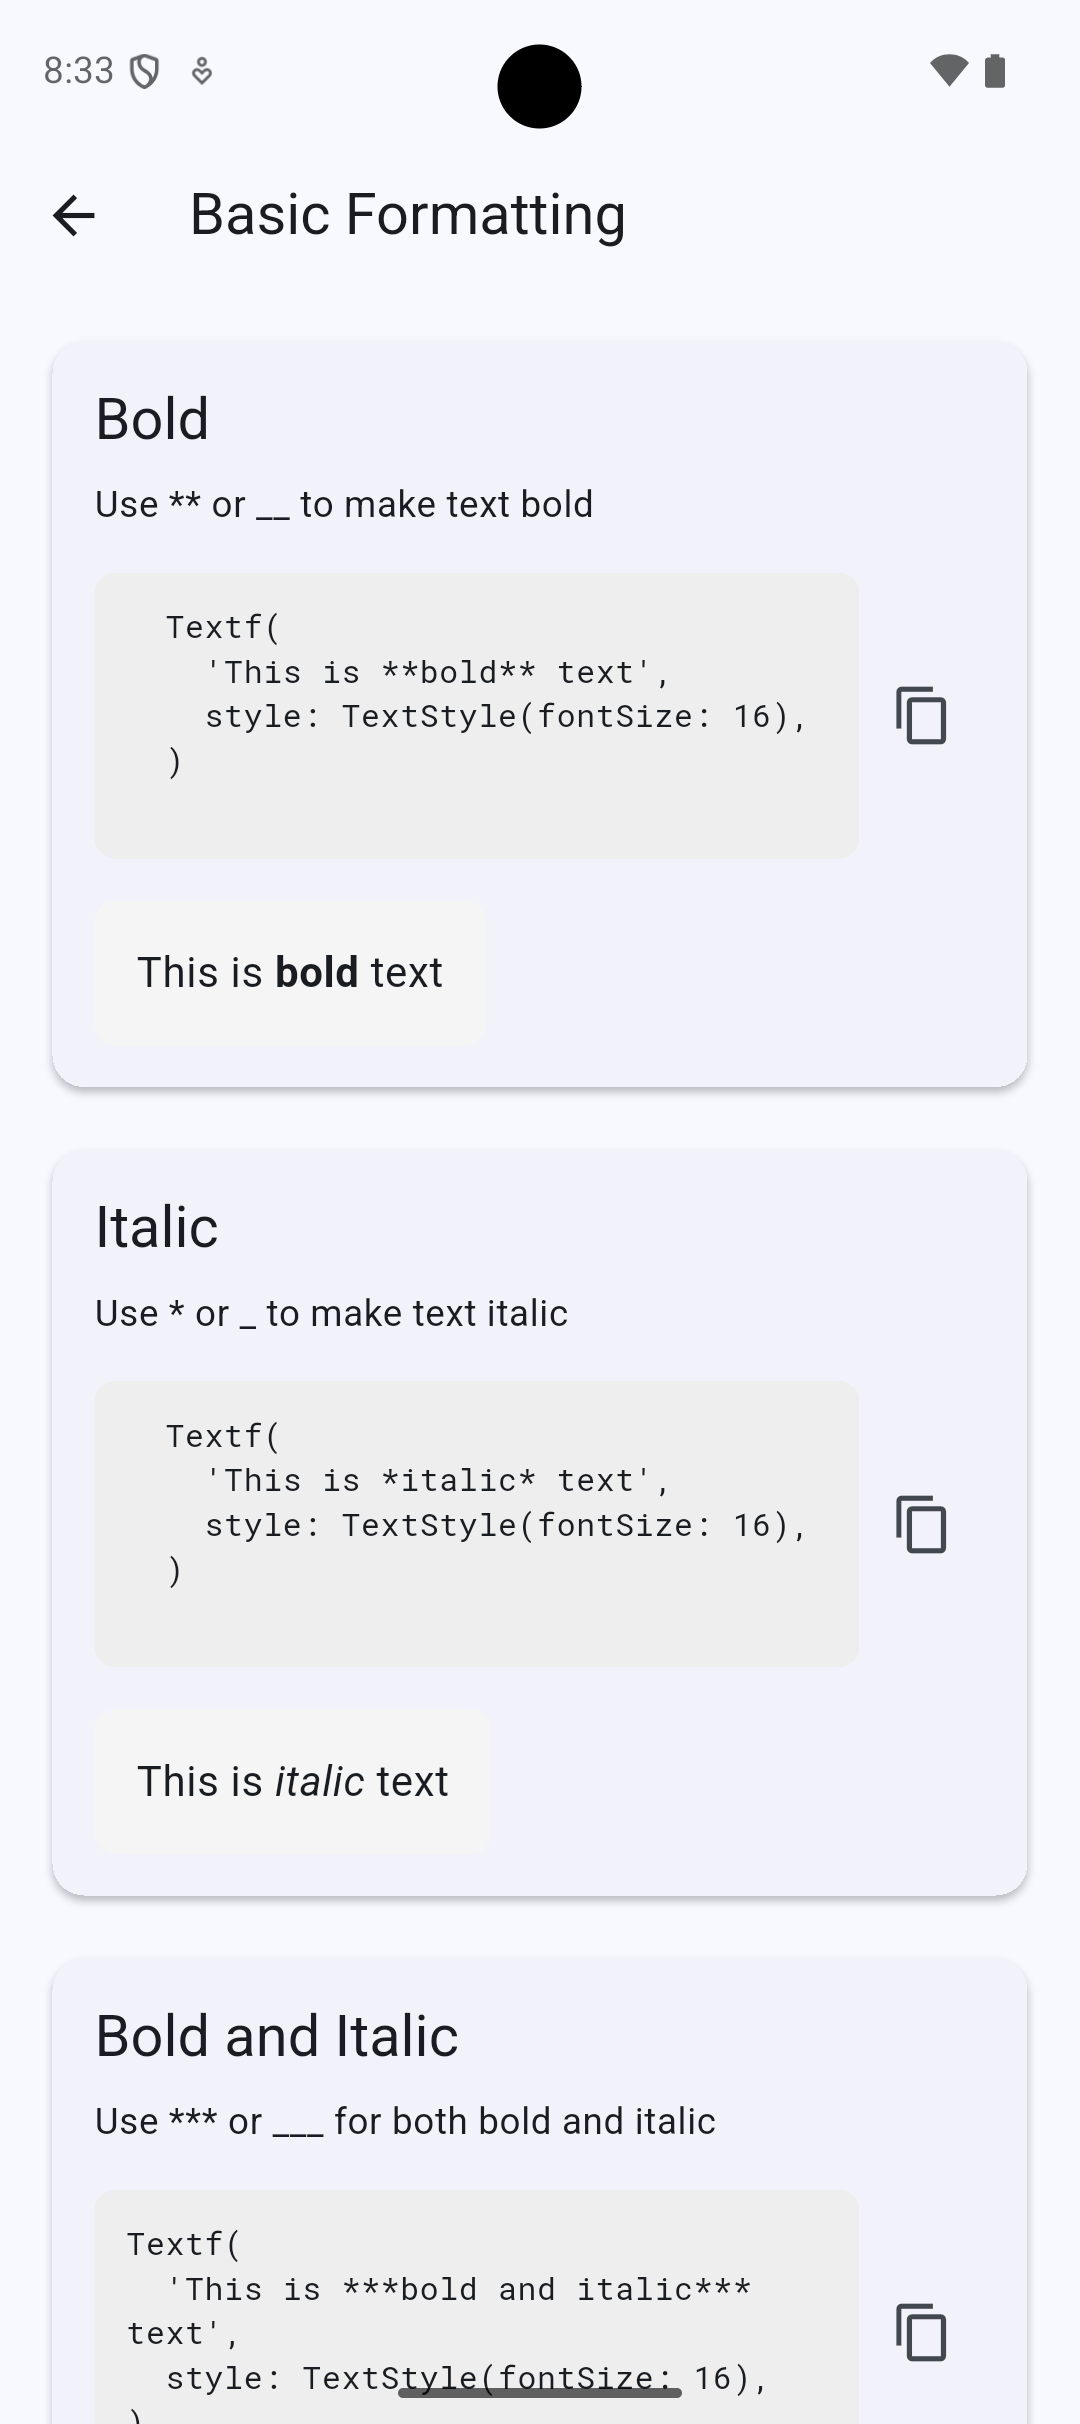 8:33
Basic Formatting
Bold
Use ** or __ to make text bold
Textf(
  'This is **bold** text',
  style: TextStyle(fontSize: 16),
)
This is bold text
Italic
Use * or _ to make text italic
Textf(
  'This is *italic* text',
  style: TextStyle(fontSize: 16),
)
This is italic text
Bold and Italic
Use *** or ___ for both bold and italic
Textf(
  'This is ***bold and italic***
text',
  style: TextStyle(fontSize: 16),
)